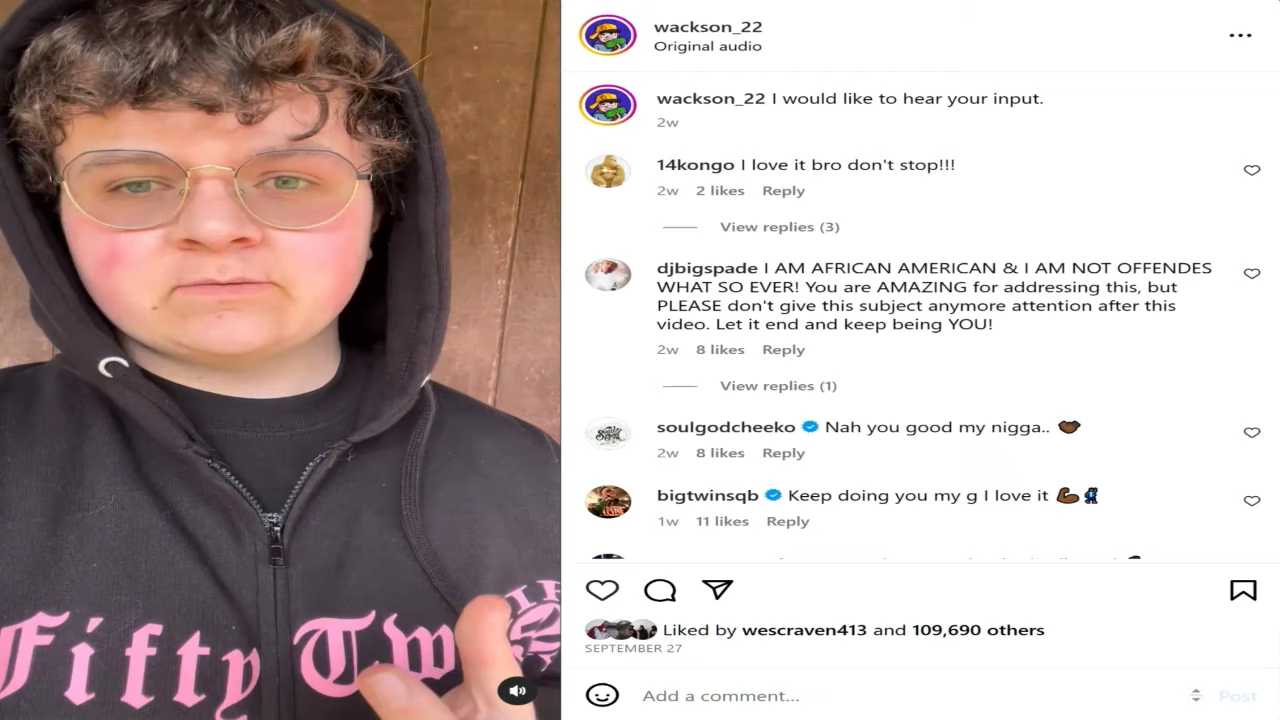 wackson_22
Original audio
wackson_22 I would like to hear your input.
2w
14kongo I love it bro don't stop!!!
2w 2 likes Reply
View replies (3)
djbigspade I AM AFRICAN AMERICAN & I AM NOT OFFENDES
WHAT SO EVER! You are AMAZING for addressing this, but
PLEASE don't give this subject anymore attention after this
video. Let it end and keep being YOU!
2w 8 likes Reply
View replies (1)
soulgodcheeko Nah you good my nigga..
2w 8 likes Reply
bigtwinsqb Keep doing you my g I love it
1w 11 likes Reply
Liked by wescraven413 and 109,690 others
SEPTEMBER 27
Add a comment...
Post
Fifty Tw